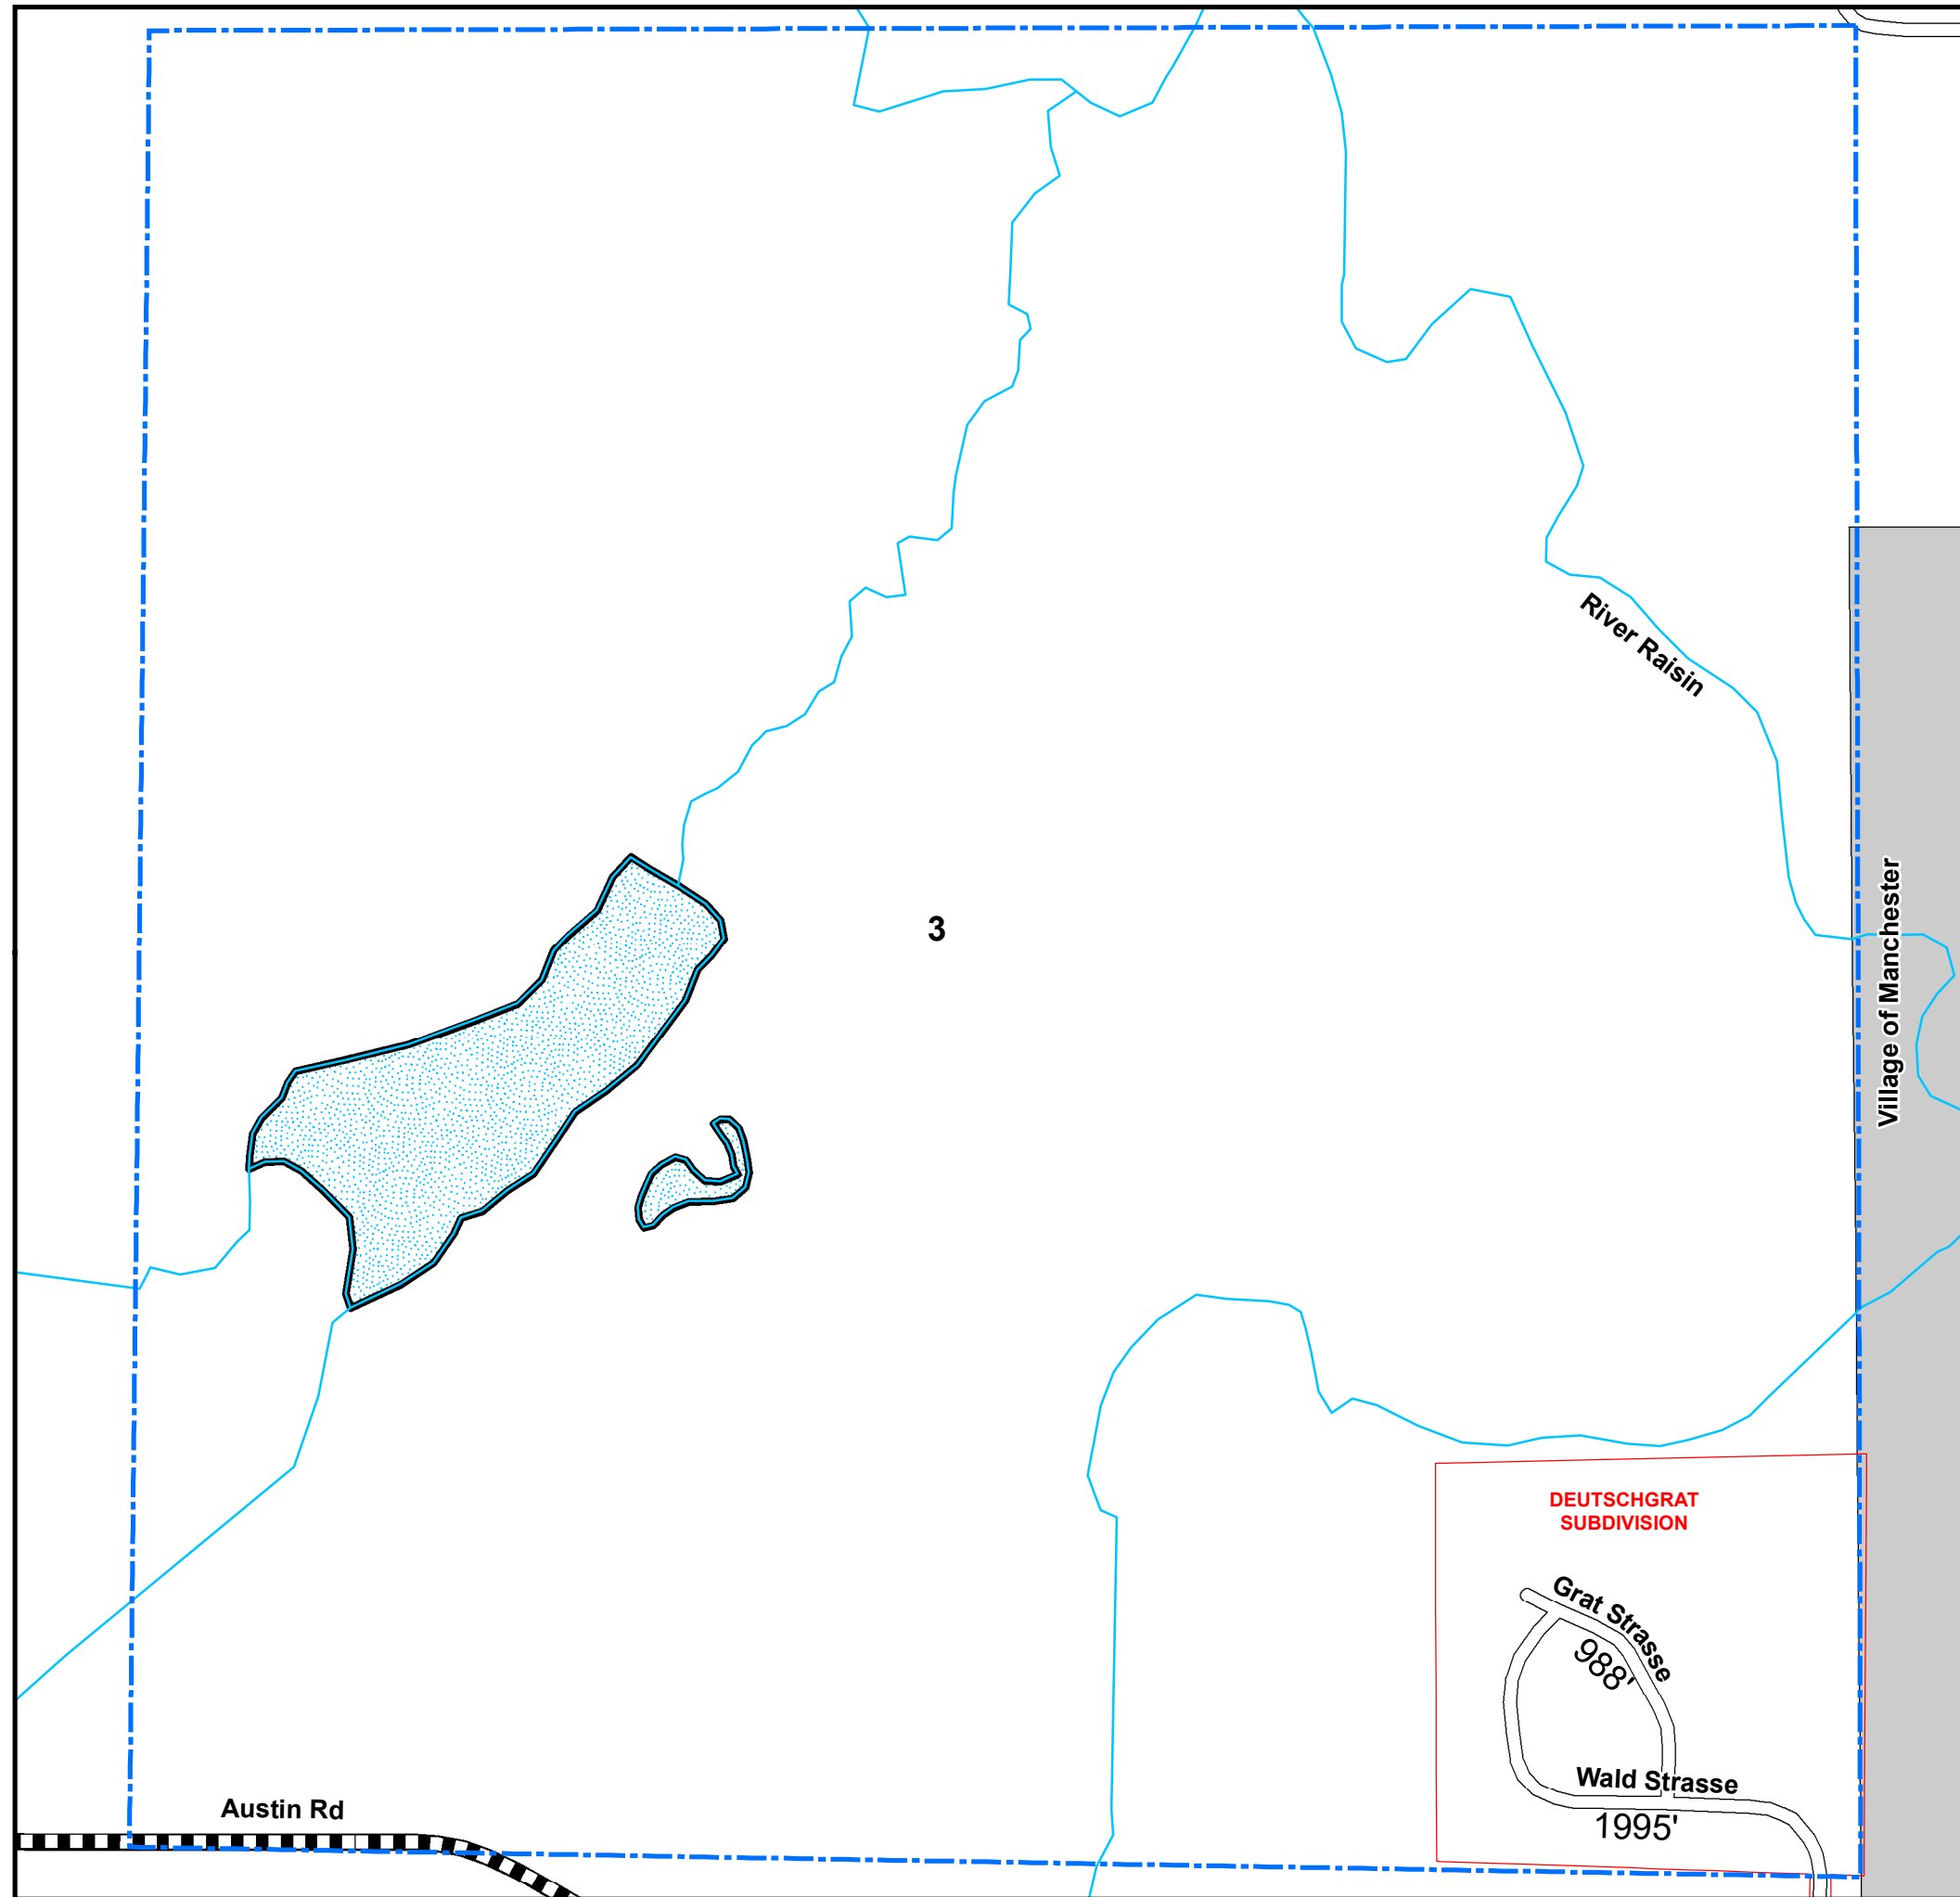 River Raisin
Village of Manchester
3
DEUTSCHGRAT
SUBDIVISION
Grat Strasse
988'
Wald Strasse
1995'
Austin Rd